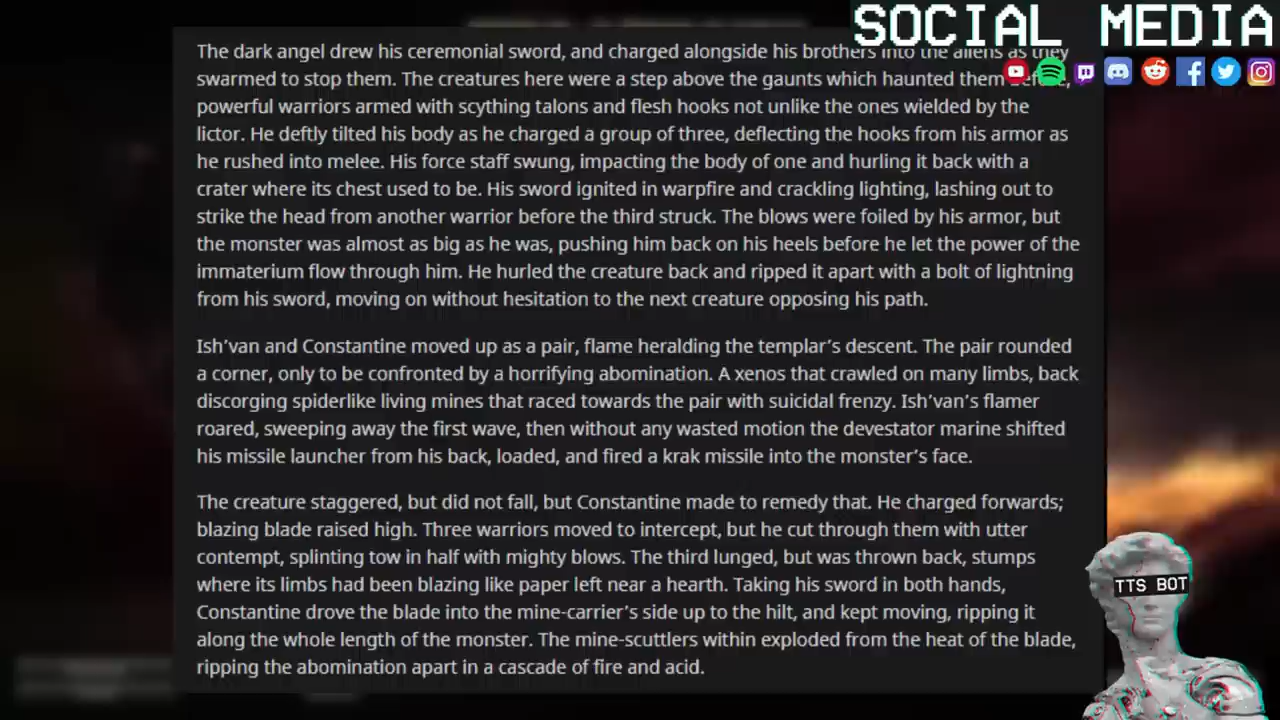 SOCIAL MEDIA
The dark angel drew his ceremonial sword, and charged alongside his brothers into the aliens as they
swarmed to stop them. The creatures here were a step above the gaunts which haunted them before,
powerful warriors armed with scything talons and flesh hooks not unlike the ones wielded by the
lictor. He deftly tilted his body as he charged a group of three, deflecting the hooks from his armor as
he rushed into melee. His force staff swung, impacting the body of one and hurling it back with a
crater where its chest used to be. His sword ignited in warpfire and crackling lighting, lashing out to
strike the head from another warrior before the third struck. The blows were foiled by his armor, but
the monster was almost as big as he was, pushing him back on his heels before he let the power of the
immaterium flow through him. He hurled the creature back and ripped it apart with a bolt of lightning
from his sword, moving on without hesitation to the next creature opposing his path.
Ish’van and Constantine moved up as a pair, flame heralding the templar’s descent. The pair rounded
a corner, only to be confronted by a horrifying abomination. A xenos that crawled on many limbs, back
discorging spiderlike living mines that raced towards the pair with suicidal frenzy. Ish’van’s flamer
roared, sweeping away the first wave, then without any wasted motion the devestator marine shifted
his missile launcher from his back, loaded, and fired a krak missile into the monster’s face.
The creature staggered, but did not fall, but Constantine made to remedy that. He charged forwards;
blazing blade raised high. Three warriors moved to intercept, but he cut through them with utter
contempt, splinting tow in half with mighty blows. The third lunged, but was thrown back, stumps
where its limbs had been blazing like paper left near a hearth. Taking his sword in both hands,
Constantine drove the blade into the mine-carrier’s side up to the hilt, and kept moving, ripping it
along the whole length of the monster. The mine-scuttlers within exploded from the heat of the blade,
ripping the abomination apart in a cascade of fire and acid.
TTS BOT